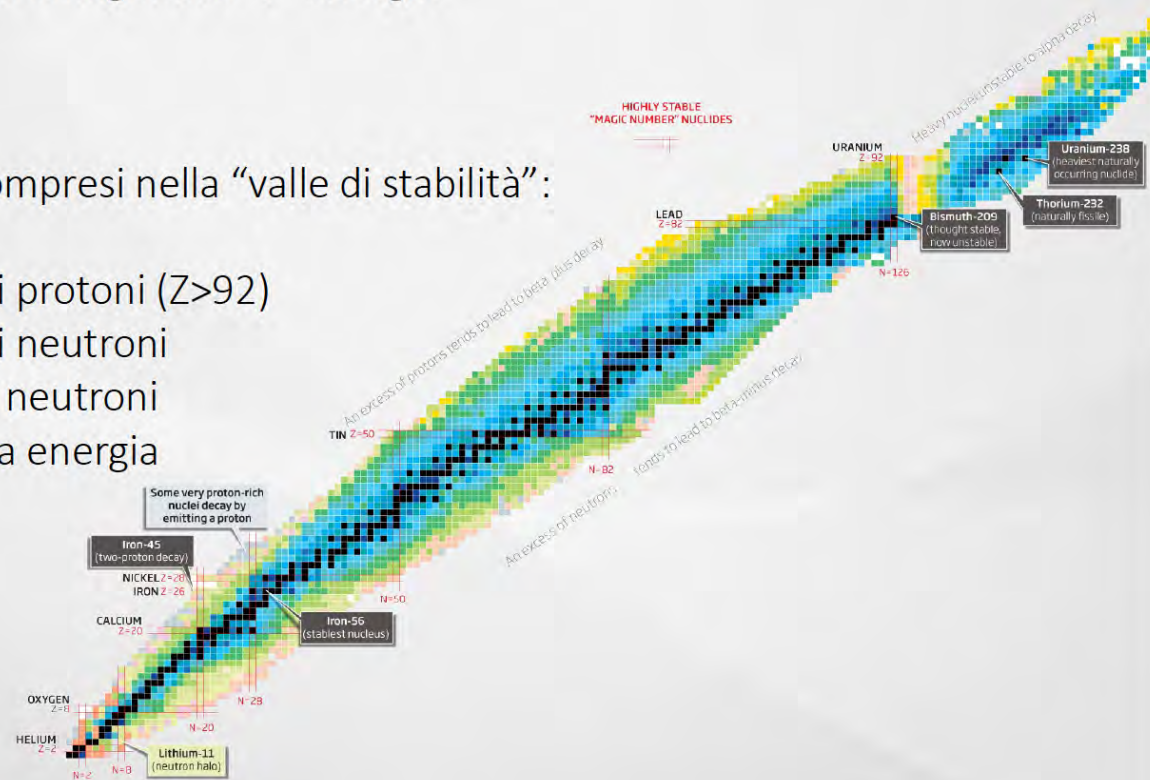 ompresi nella “valle di stabilità”:
i protoni (Z>92)
i neutroni
neutroni
a energia
HIGHLY STABLE
"MAGIC NUMBER" NUCLIDES
Heavy nuclei unstable to alpha decay
URANIUM
Z=92
Uranium-238
(heaviest naturally
occurring nuclide)
Thorium-232
(naturally fissile)
LEAD
Z=82
Bismuth-209
(thought stable,
now unstable)
N=126
An excess of protons tends to lead to beta plus decay
TIN Z=50
N=82
An excess of neutrons tends to lead to beta-minus decay
Some very proton-rich
nuclei decay by
emitting a proton
Iron-45
(two-proton decay)
NICKEL Z=28
IRON Z=26
N=50
CALCIUM
Z=20
Iron-56
(stablest nucleus)
OXYGEN
Z=8
N=28
N=20
HELIUM
Z=2
Lithium-11
(neutron halo)
N=2
N=8